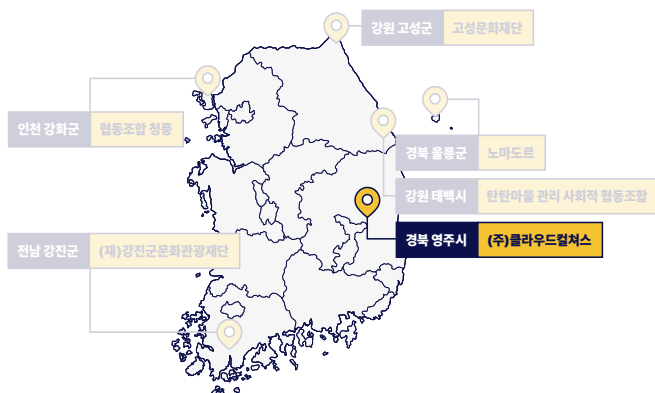 강원 고성군 고성문화재단
인천 강화군 협동조합 청풍
경북 울릉군 노마도르
강원 태백시 탄탄마을 관리 사회적 협동조합
경북 영주시 (주)클라우드컬쳐스
전남 강진군 (재)강진군문화관광재단